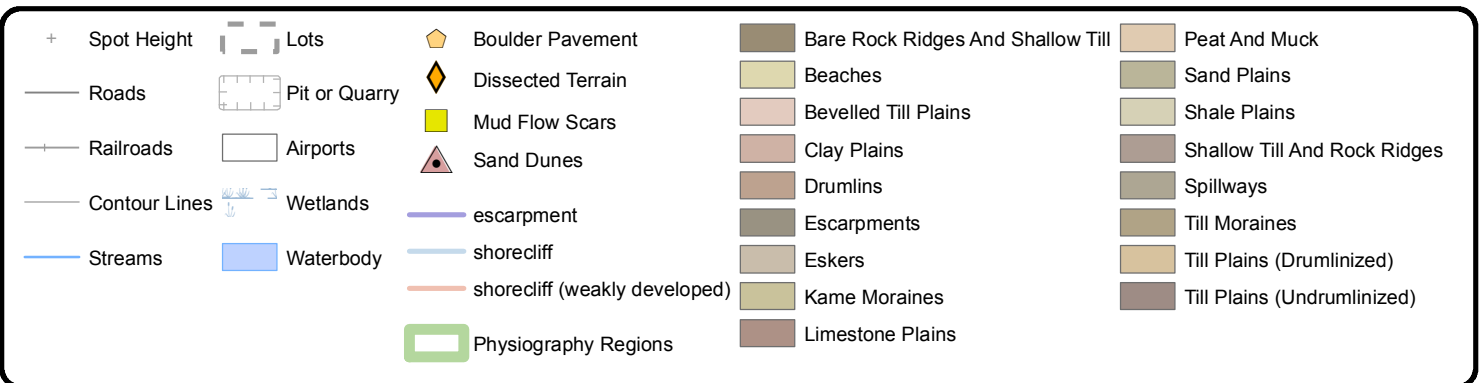 Spot Height
Roads
Railroads
Contour Lines
Streams
Lots
Pit or Quarry
Airports
Wetlands
Waterbody
Boulder Pavement
Dissected Terrain
Mud Flow Scars
Sand Dunes
escarpment
shorecliff
shorecliff (weakly developed)
Physiography Regions
Bare Rock Ridges And Shallow Till
Beaches
Bevelled Till Plains
Clay Plains
Drumlins
Escarpments
Eskers
Kame Moraines
Limestone Plains
Peat And Muck
Sand Plains
Shale Plains
Shallow Till And Rock Ridges
Spillways
Till Moraines
Till Plains (Drumlinized)
Till Plains (Undrumlinized)